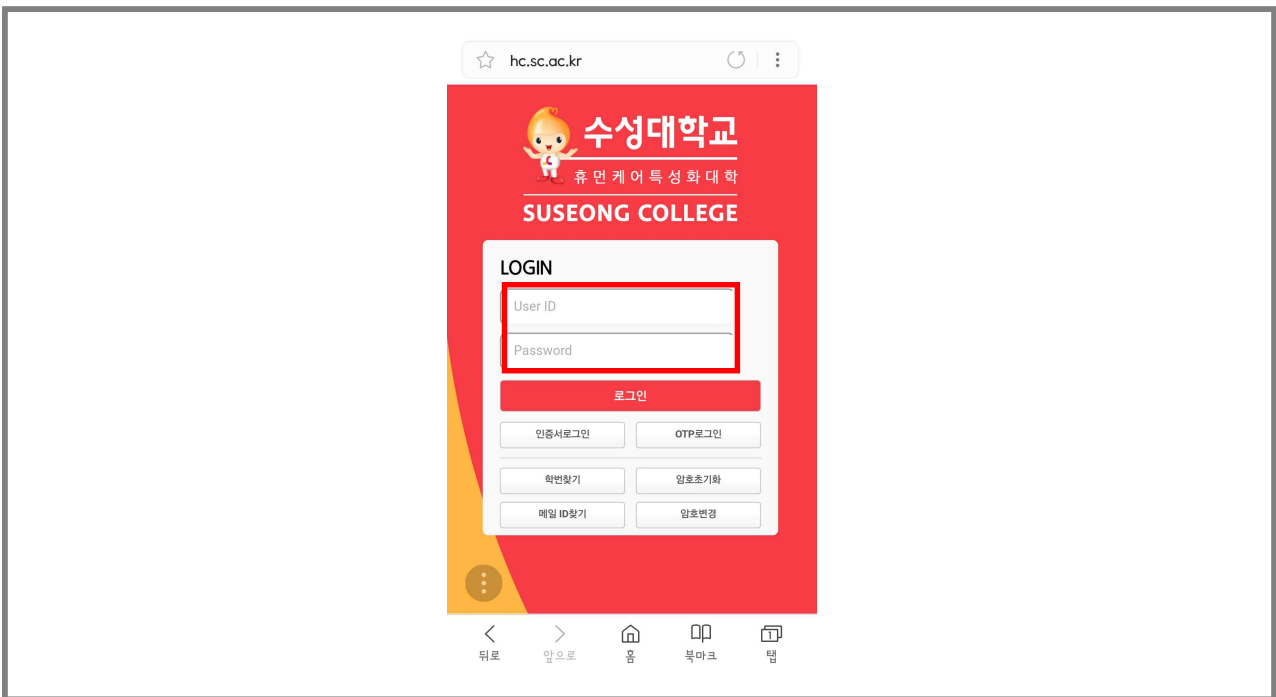 hc.sc.ac.kr
수성대학교
휴먼케어특성화대학
SUSEONG COLLEGE
LOGIN
User ID
Password
로그인
인증서로그인 OTP로그인
학번찾기 암호초기화
메일 ID찾기 암호변경
1
뒤로 앞으로 홈 북마크 탭